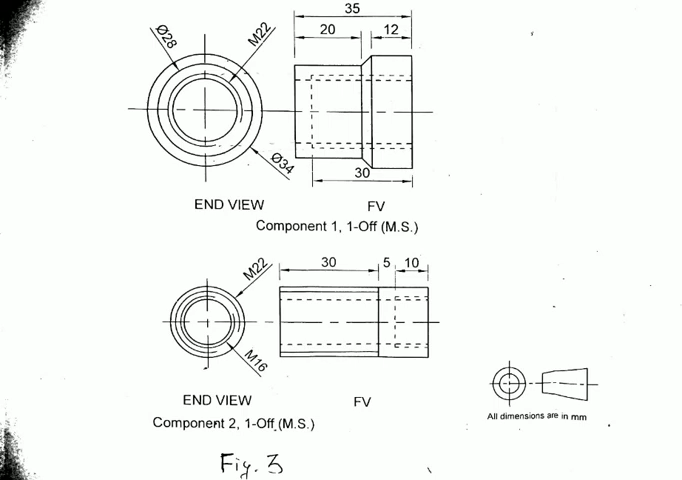 35
20
12
Ø28
M22
Ø34
30
END VIEW
FV
Component 1, 1-Off (M.S.)
M22
30
5
10
M16
END VIEW
FV
Component 2, 1-Off (M.S.)
All dimensions are in mm
Fig. 3